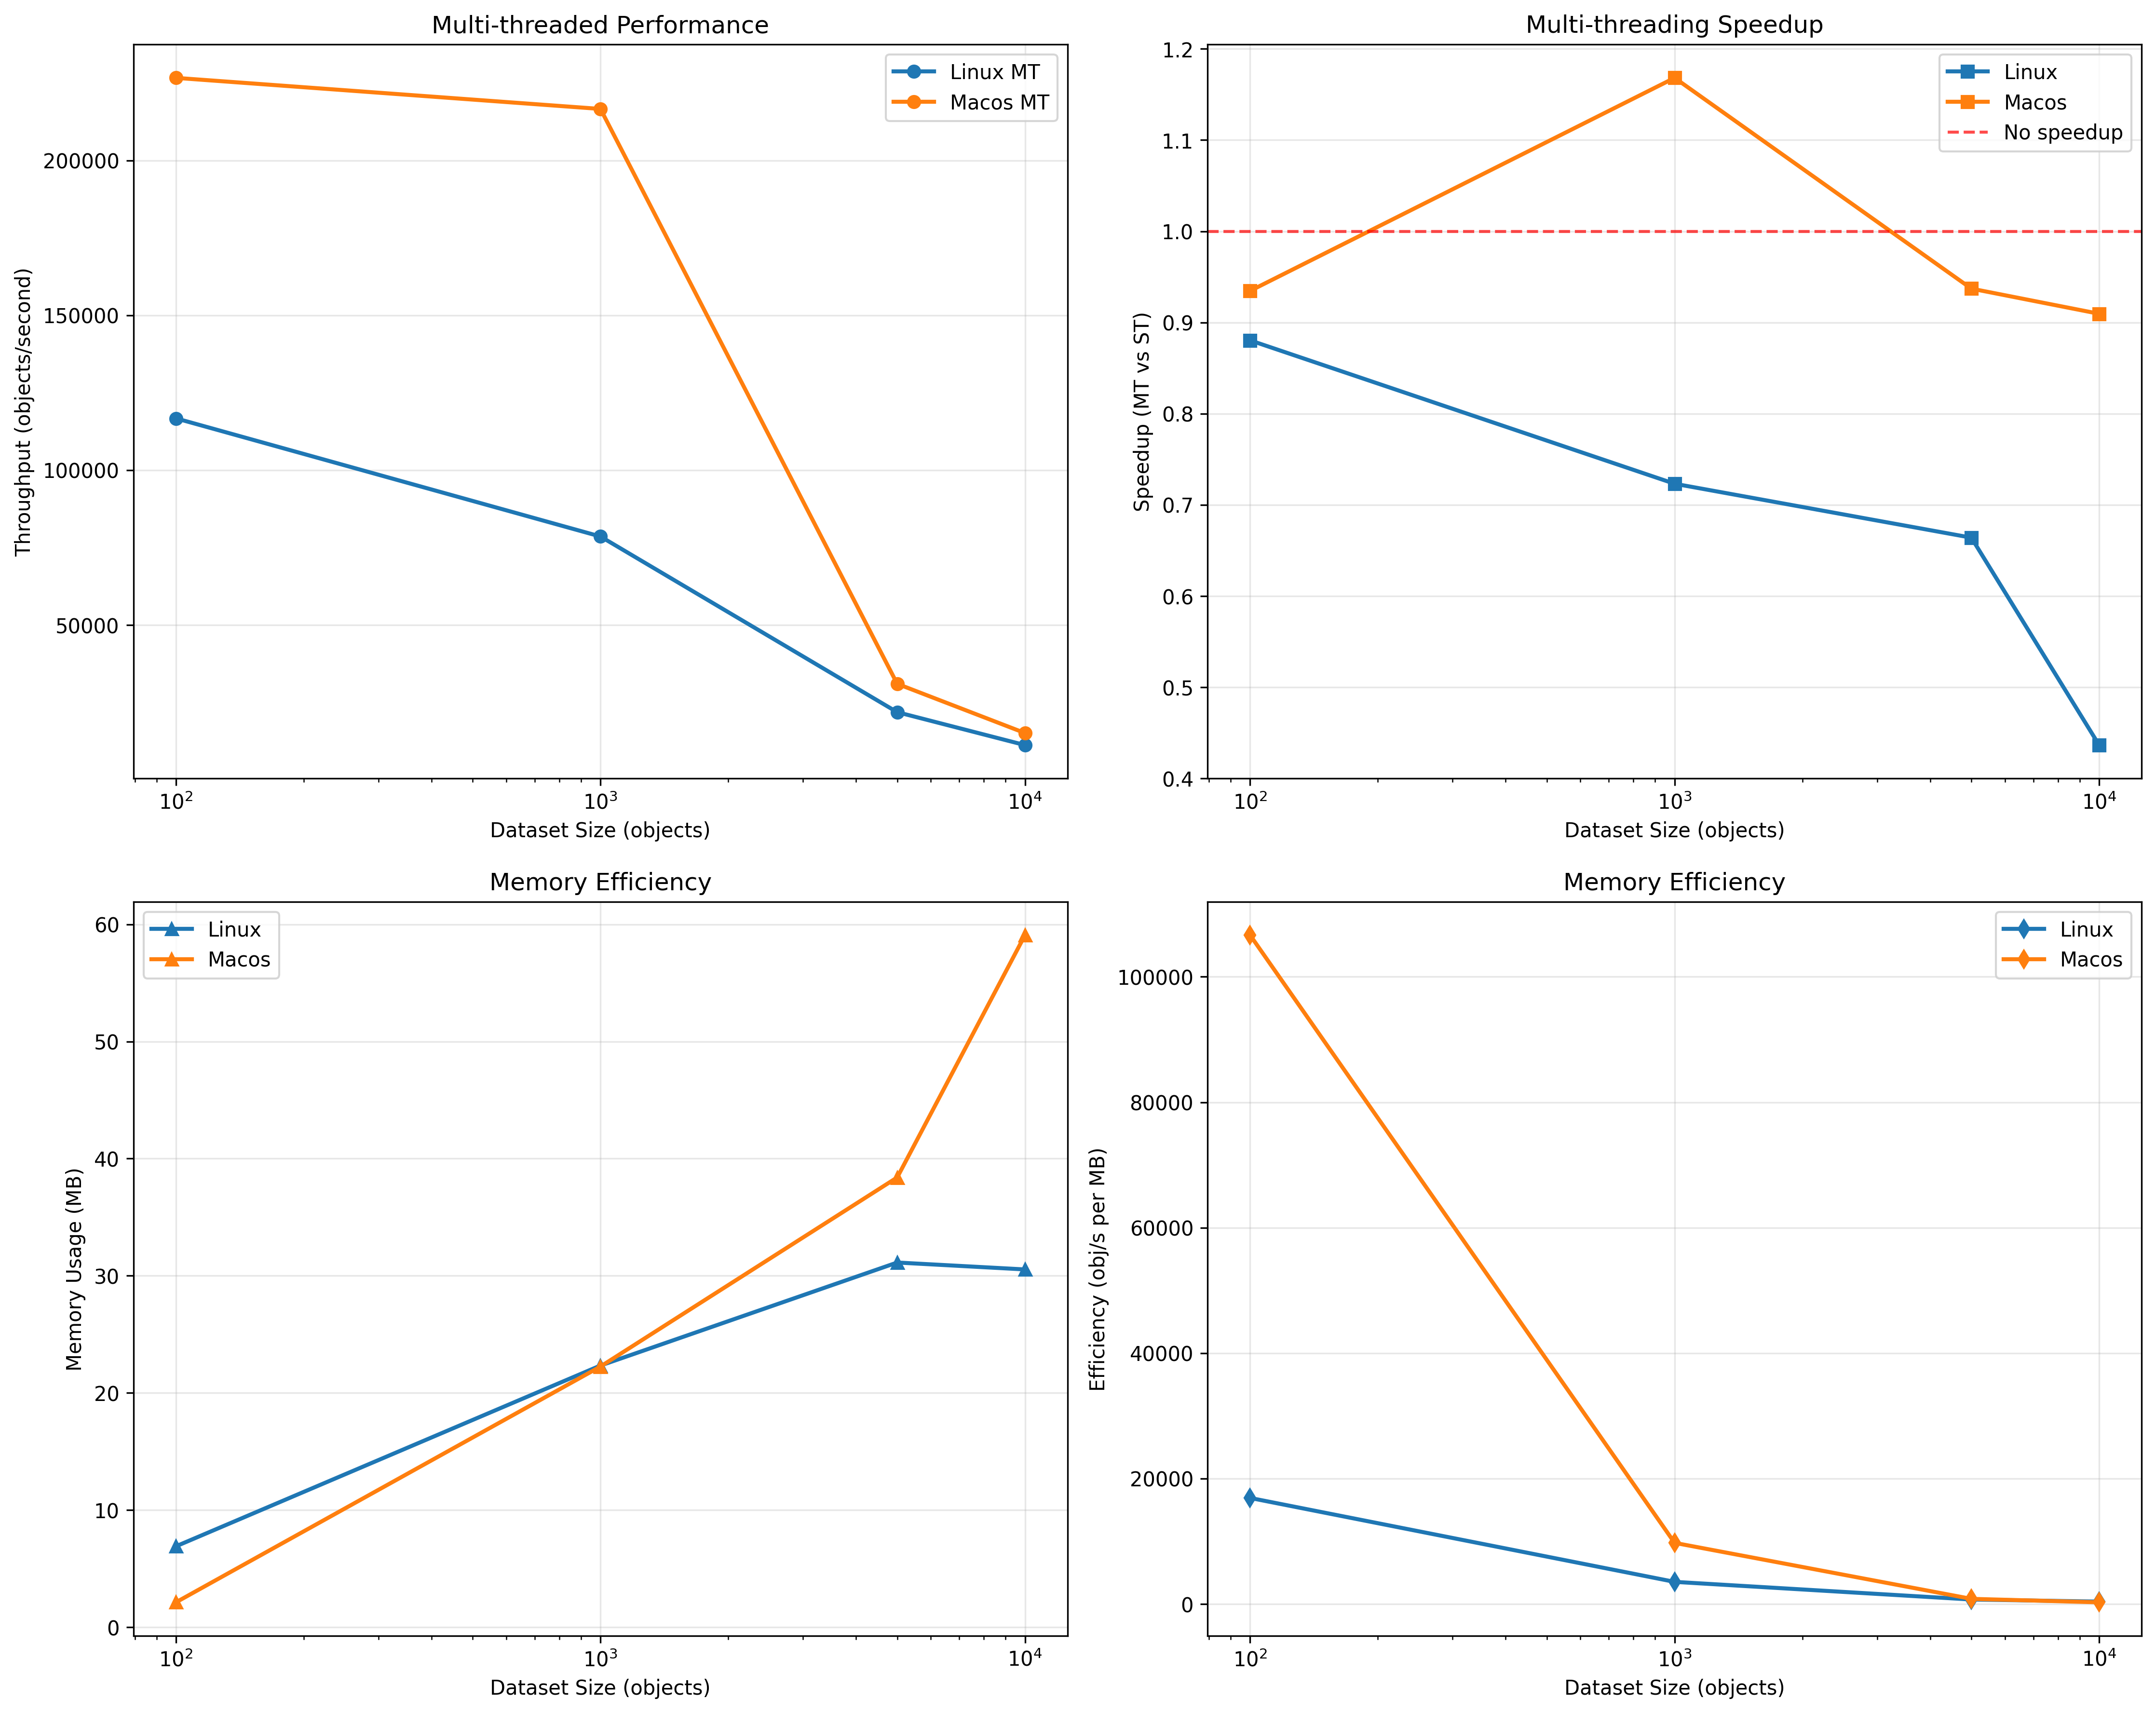 Multi-threaded Performance
Throughput (objects/second)
200000
150000
100000
50000
Linux MT
Macos MT
10²
10³
10⁴
Dataset Size (objects)
Multi-threading Speedup
Speedup (MT vs ST)
1.2
1.1
1.0
0.9
0.8
0.7
0.6
0.5
0.4
Linux
Macos
No speedup
10²
10³
10⁴
Dataset Size (objects)
Memory Efficiency
Memory Usage (MB)
60
50
40
30
20
10
0
Linux
Macos
10²
10³
10⁴
Dataset Size (objects)
Memory Efficiency
Efficiency (obj/s per MB)
100000
80000
60000
40000
20000
0
Linux
Macos
10²
10³
10⁴
Dataset Size (objects)